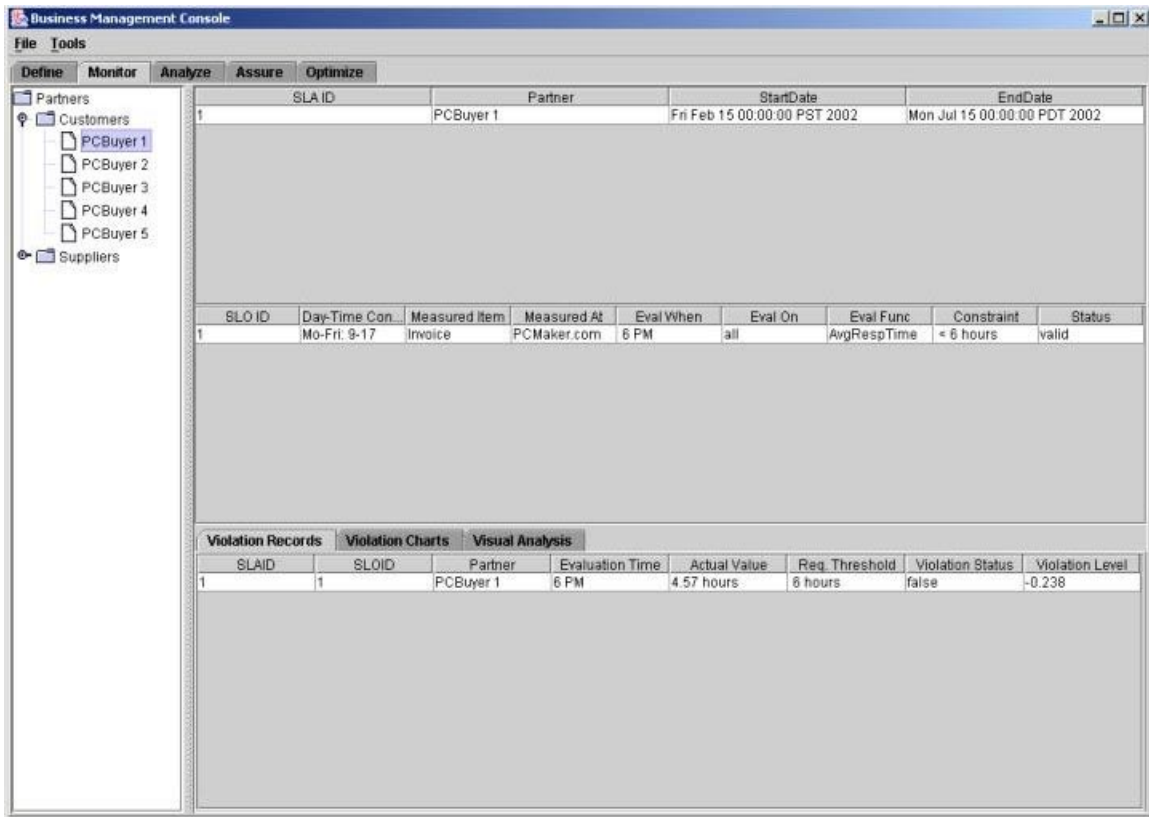 Business Management Console
File Tools
Define Monitor Analyze Assure Optimize
Partners
Customers
PCBuyer 1
PCBuyer 2
PCBuyer 3
PCBuyer 4
PCBuyer 5
Suppliers
SLA ID Partner StartDate EndDate
1 PCBuyer 1 Fri Feb 15 00:00:00 PST 2002 Mon Jul 15 00:00:00 PDT 2002
SLO ID Day-Time Con... Measured Item Measured At Eval When Eval On Eval Func Constraint Status
1 Mo-Fri: 9-17 Invoice PCMaker.com 6 PM all AvgRespTime < 6 hours valid
Violation Records Violation Charts Visual Analysis
SLAID SLOID Partner Evaluation Time Actual Value Req. Threshold Violation Status Violation Level
1 1 PCBuyer 1 6 PM 4.57 hours 6 hours false -0.238